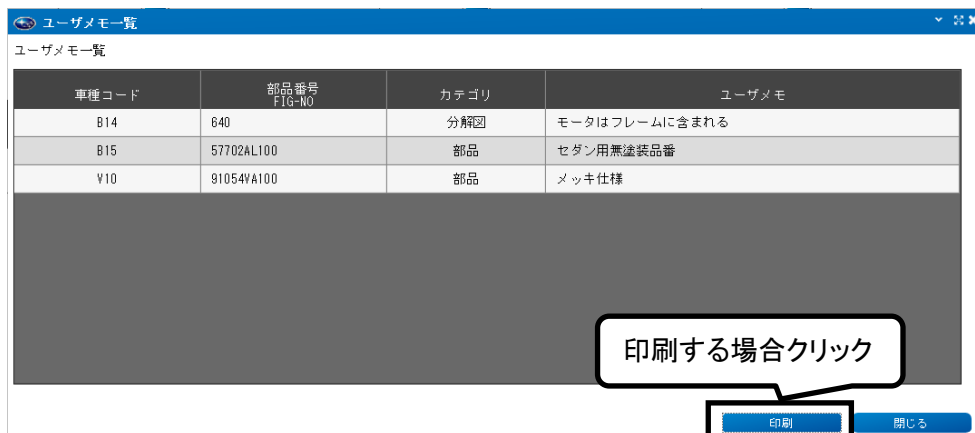 ユーザメモ一覧
ユーザメモ一覧
車種コード 部品番号 カテゴリ ユーザメモ
FIG-NO
B14 640 分解図 モータはフレームに含まれる
B15 57702AL100 部品 セダン用無塗装品番
V10 91054VA100 部品 メッキ仕様
印刷する場合クリック
印刷 閉じる